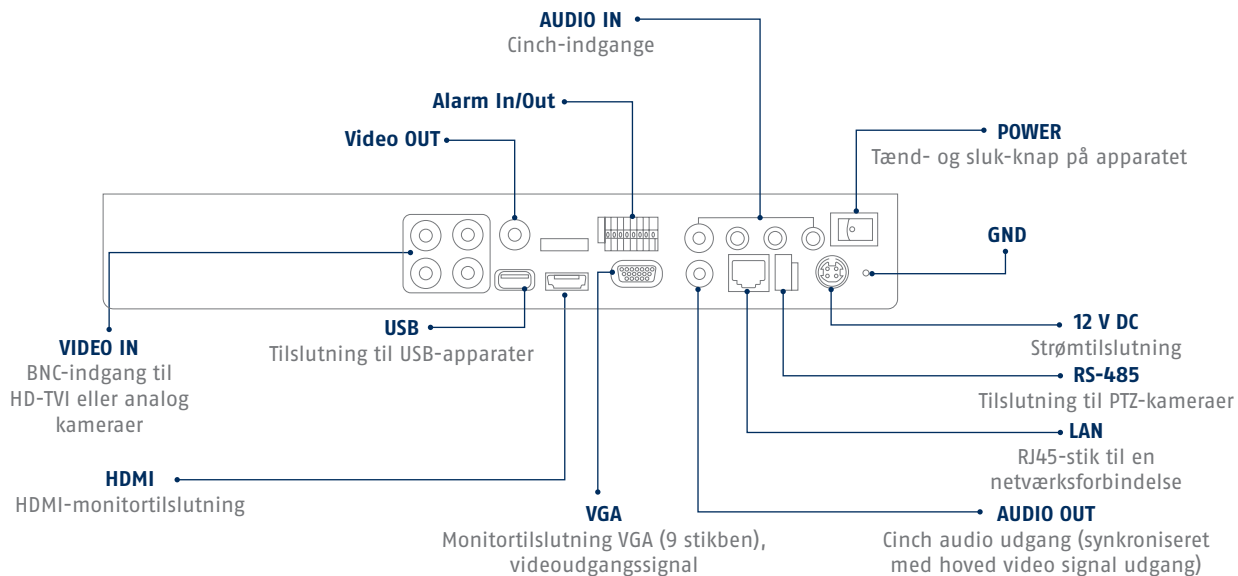 AUDIO IN
Cinch-indgange
Alarm In/Out
Video OUT
POWER
Tænd- og sluk-knap på apparatet
GND
USB
Tilslutning til USB-apparater
VIDEO IN
BNC-indgang til
HD-TVI eller analog
kameraer
12 V DC
Strømtilslutning
RS-485
Tilslutning til PTZ-kameraer
LAN
RJ45-stik til en
netværksforbindelse
HDMI
HDMI-monitortilslutning
VGA
Monitortilslutning VGA (9 stikben),
videoudgangssignal
AUDIO OUT
Cinch audio udgang (synkroniseret
med hoved video signal udgang)